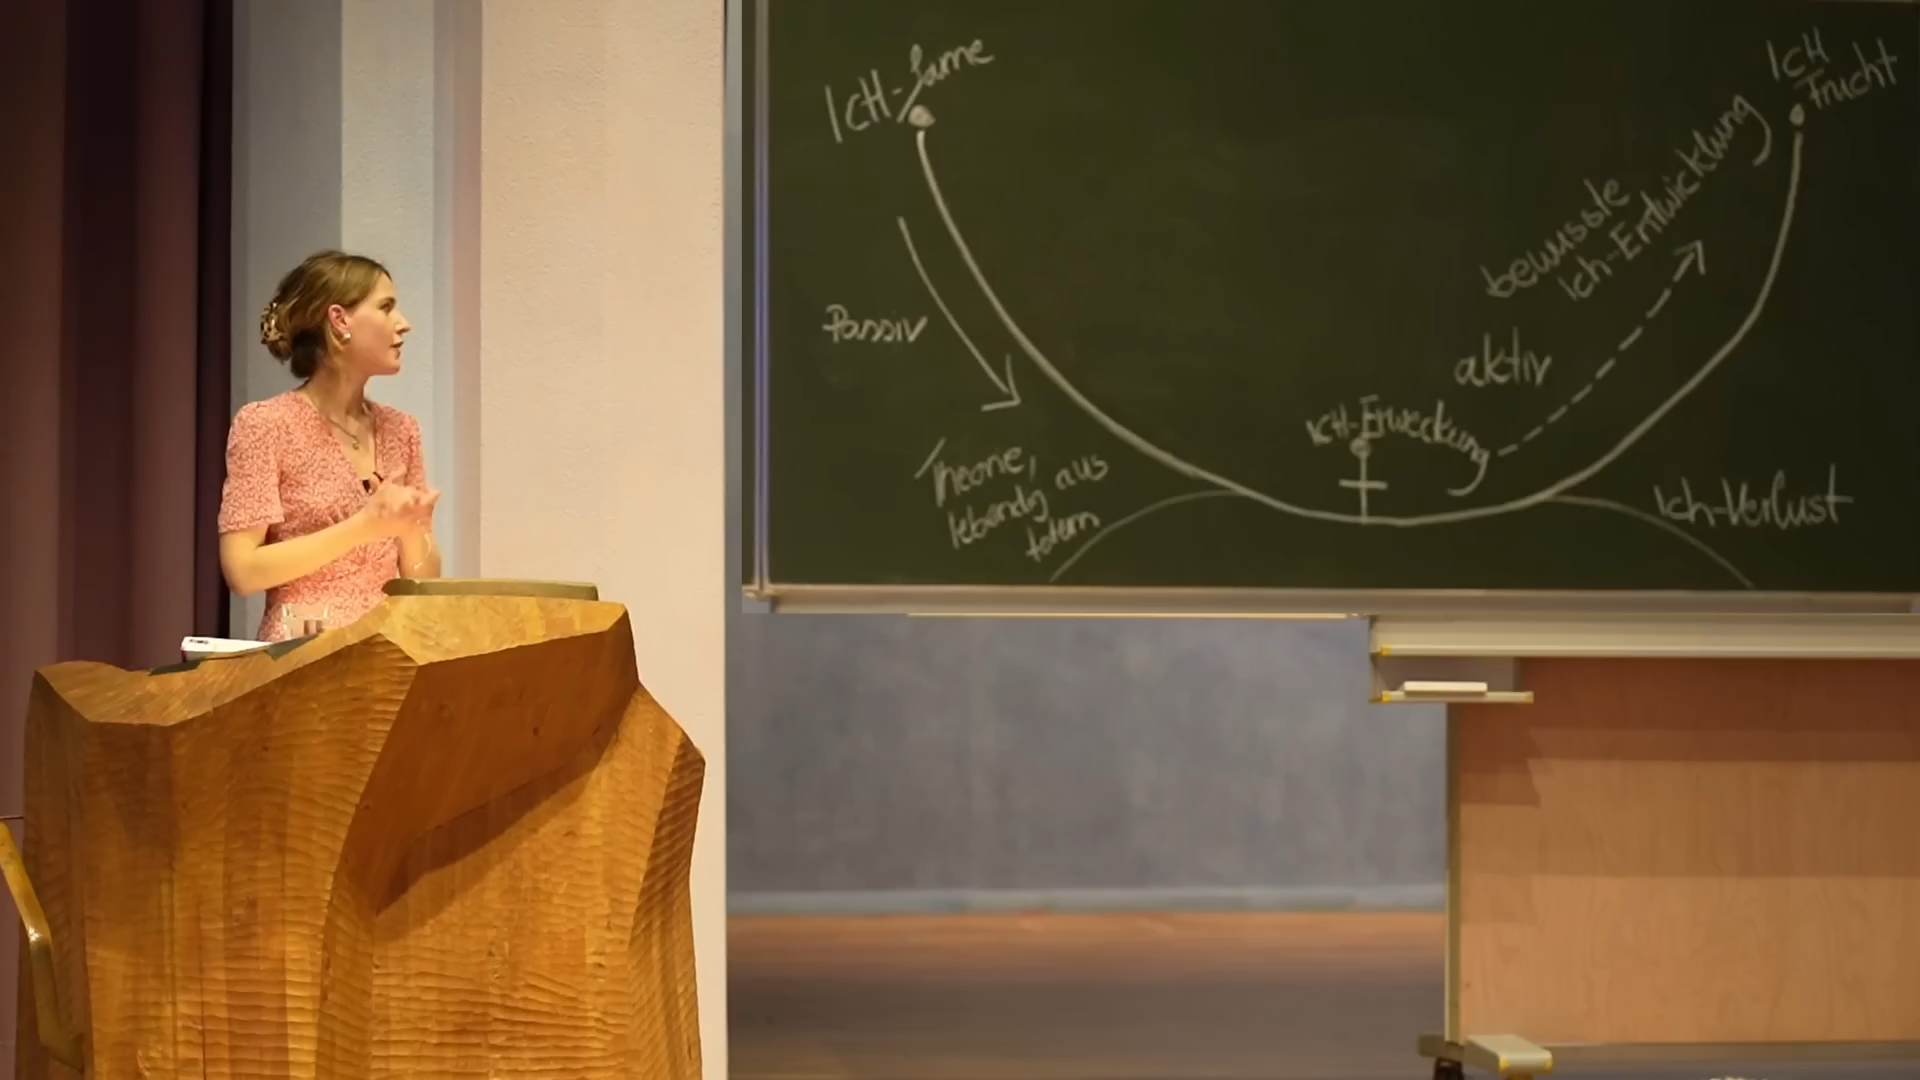 ICH-Same
ICH
Frucht
bewusste
Ich-Entwicklung
Passiv
aktiv
ICH-Erweckung
Theorie,
lebendig aus
totem
Ich-Verlust